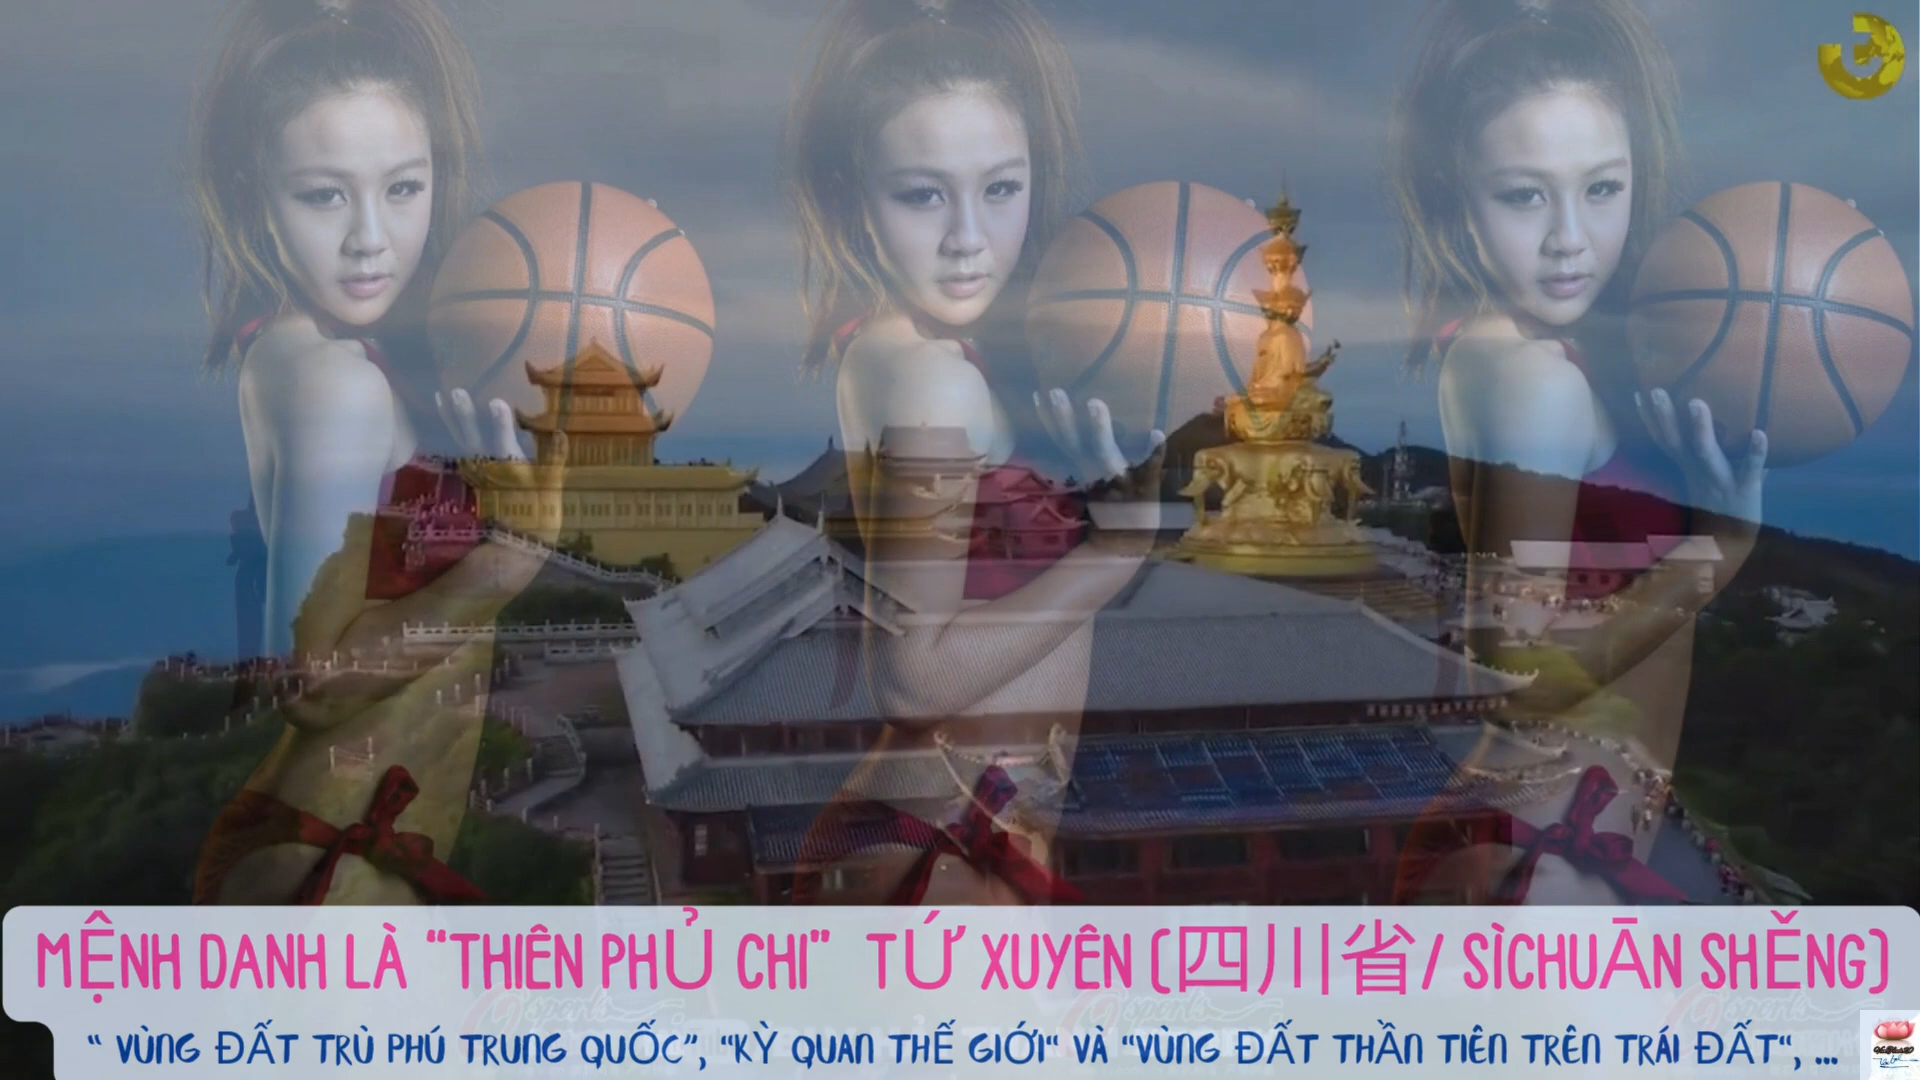 MỆNH DANH LÀ “THIÊN PHỦ CHI” TỨ XUYÊN (四川省/ SÌCHUĀN SHĚNG)
“ VÙNG ĐẤT TRÙ PHÚ TRUNG QUỐC”, “KỲ QUAN THẾ GIỚI“ VÀ “VÙNG ĐẤT THẦN TIÊN TRÊN TRÁI ĐẤT“, ...